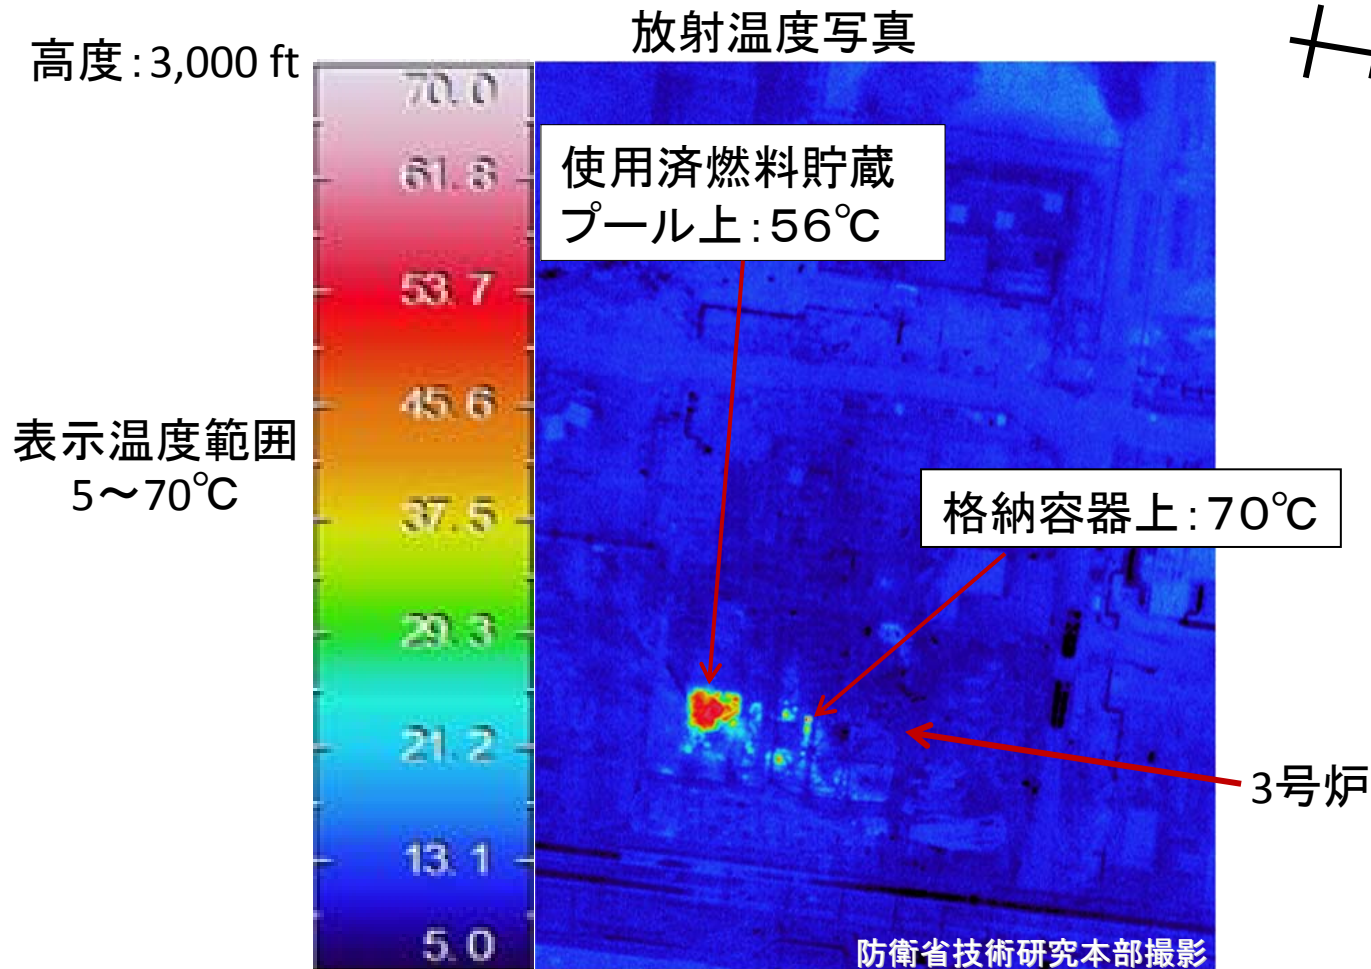 放射温度写真
高度：3,000 ft
70.0
61.8
53.7
45.6
37.5
29.3
21.2
13.1
5.0
使用済燃料貯蔵
プール上：56℃
表示温度範囲
5～70℃
格納容器上：70℃
3号炉
防衛省技術研究本部撮影